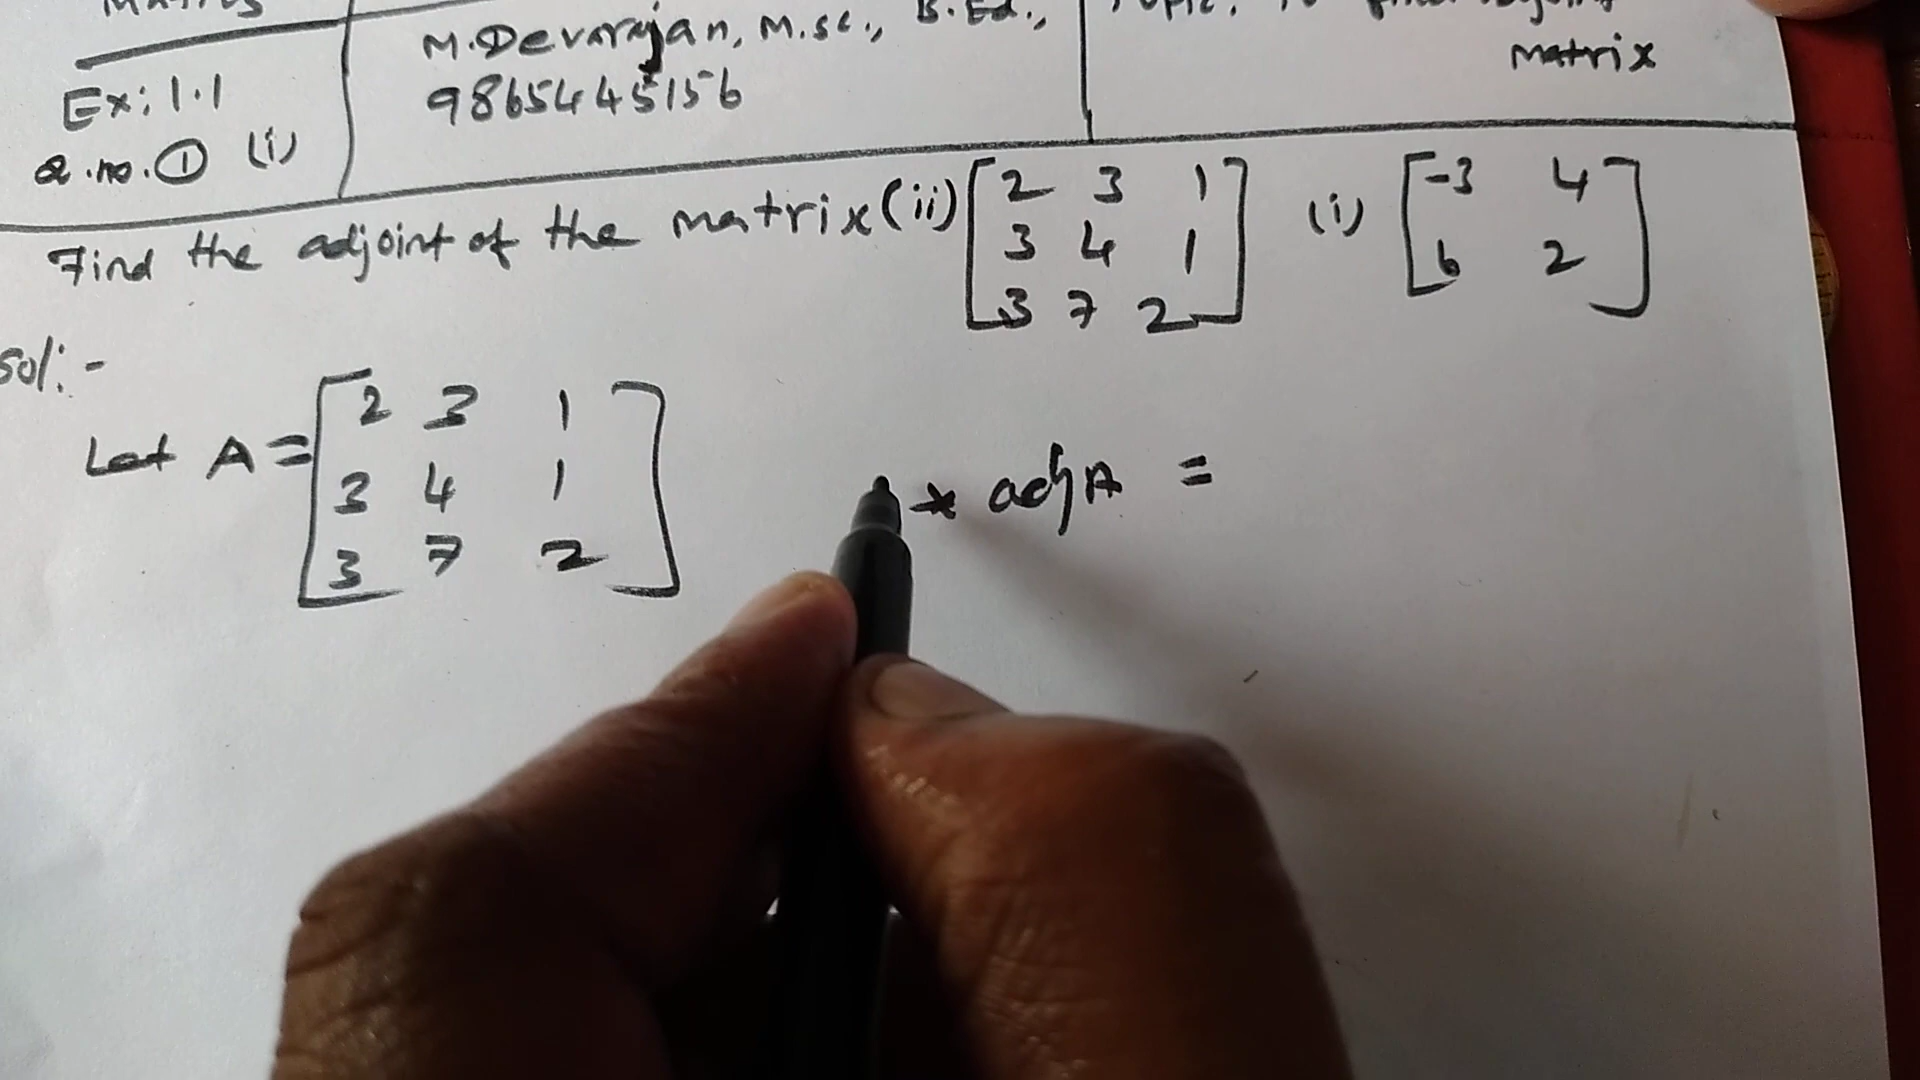 Ex: 1.1
Q.no. ① (i)
M.Devarajan, M.sc., B.Ed.,
9865445156
matrix
Find the adjoint of the matrix (ii) [2 3 1 (i) [-3 4
3 4 1 6 2]
3 7 2]
Sol:-
Let A = [2 3 1
3 4 1
3 7 2]
* adj A =